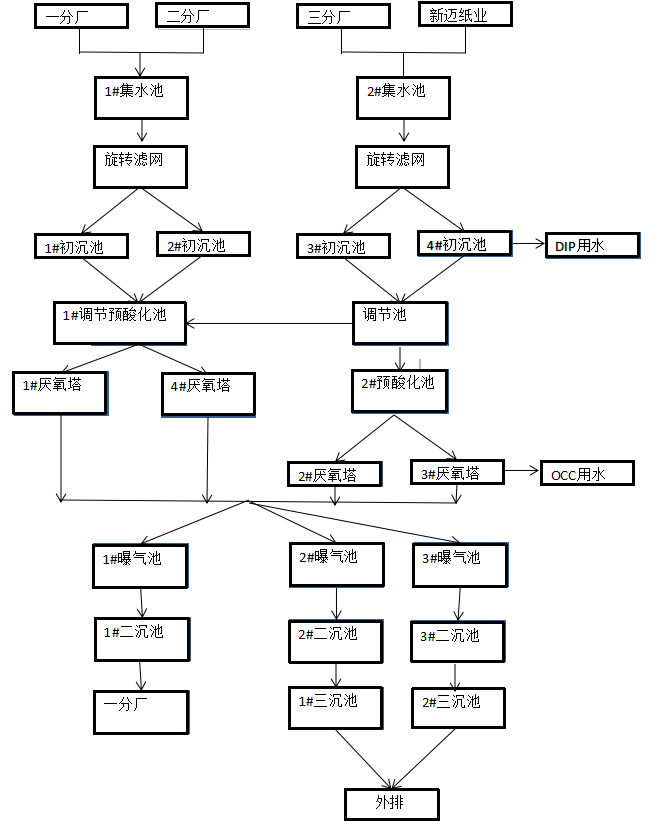 一分厂
二分厂
三分厂
新迈纸业
1#集水池
2#集水池
旋转滤网
旋转滤网
1#初沉池
2#初沉池
3#初沉池
4#初沉池
DIP用水
1#调节预酸化池
调节池
1#厌氧塔
4#厌氧塔
2#预酸化池
2#厌氧塔
3#厌氧塔
OCC用水
1#曝气池
2#曝气池
3#曝气池
1#二沉池
2#二沉池
3#二沉池
一分厂
1#三沉池
2#三沉池
外排